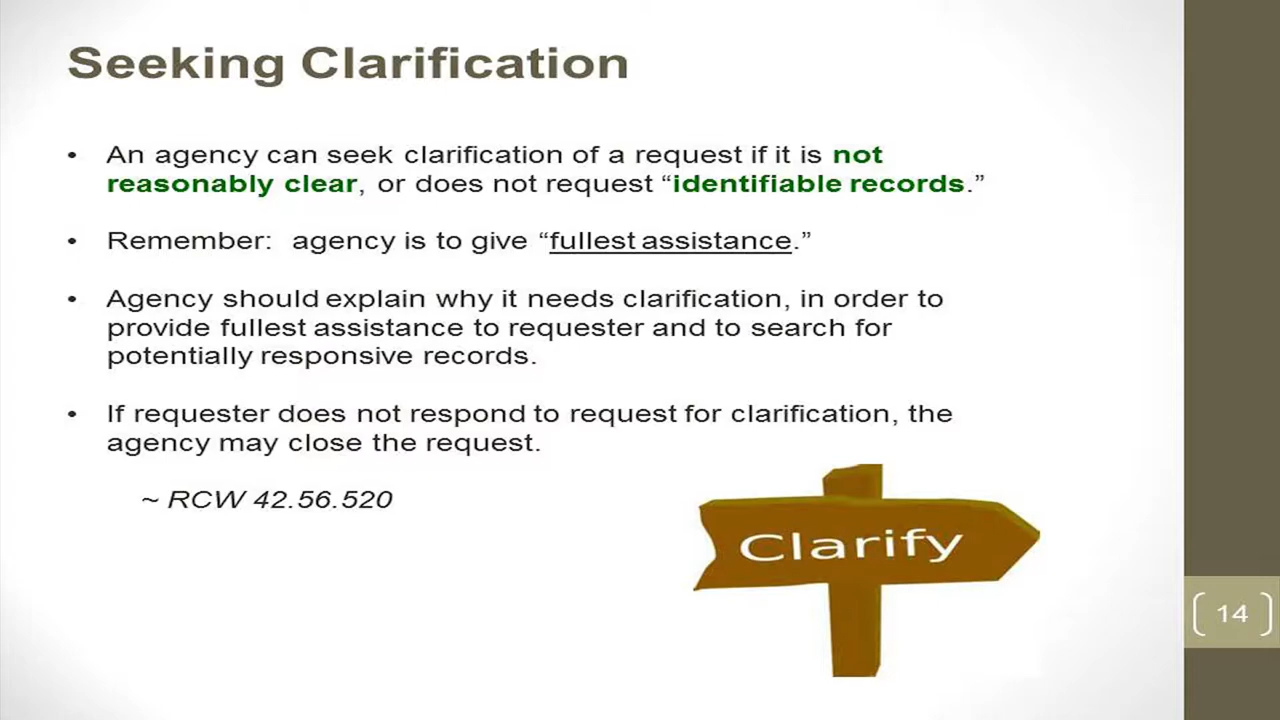 Seeking Clarification
• An agency can seek clarification of a request if it is not
reasonably clear, or does not request “identifiable records.”
• Remember: agency is to give “fullest assistance.”
• Agency should explain why it needs clarification, in order to
provide fullest assistance to requester and to search for
potentially responsive records.
• If requester does not respond to request for clarification, the
agency may close the request.
~ RCW 42.56.520
Clarify
14